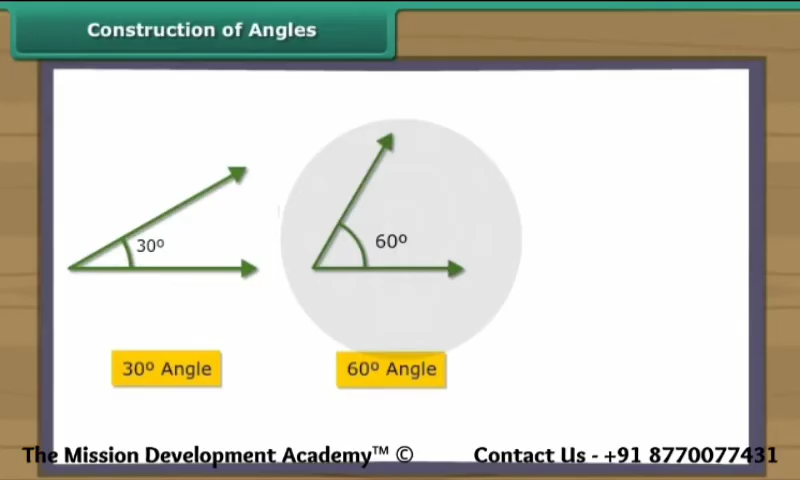 Construction of Angles
30º
60º
30º Angle
60º Angle
The Mission Development Academy™ ©
Contact Us - +91 8770077431